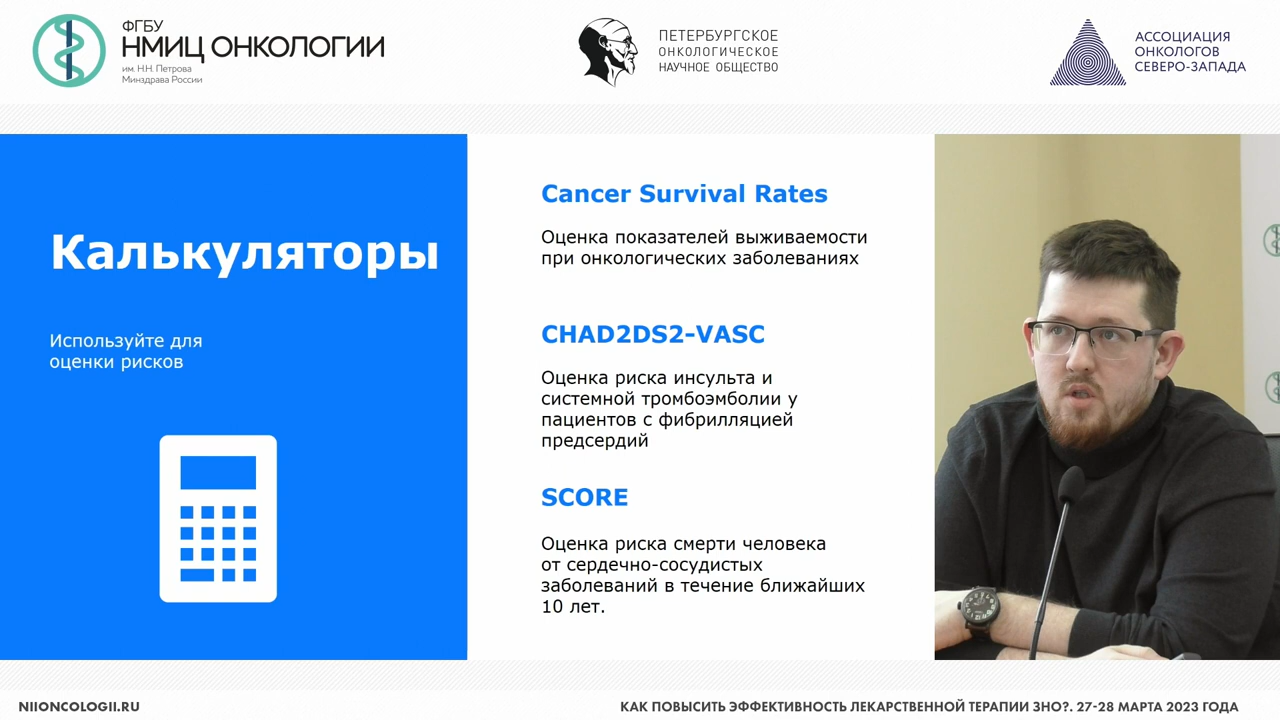 ФГБУ
НМИЦ ОНКОЛОГИИ
им. Н.Н. Петрова
Минздрава России
ПЕТЕРБУРГСКОЕ
ОНКОЛОГИЧЕСКОЕ
НАУЧНОЕ ОБЩЕСТВО
АССОЦИАЦИЯ
ОНКОЛОГОВ
СЕВЕРО-ЗАПАДА
Калькуляторы
Используйте для
оценки рисков
Cancer Survival Rates
Оценка показателей выживаемости
при онкологических заболеваниях
CHAD2DS2-VASC
Оценка риска инсульта и
системной тромбоэмболии у
пациентов с фибрилляцией
предсердий
SCORE
Оценка риска смерти человека
от сердечно-сосудистых
заболеваний в течение ближайших
10 лет.
NIIONCOLOGII.RU
КАК ПОВЫСИТЬ ЭФФЕКТИВНОСТЬ ЛЕКАРСТВЕННОЙ ТЕРАПИИ ЗНО?. 27-28 МАРТА 2023 ГОДА